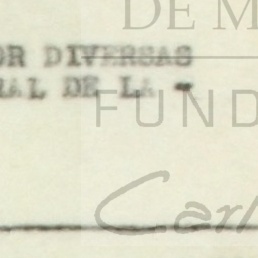 DE M
OR DIVERSAS
RAL DE LA -
FUND
Carl